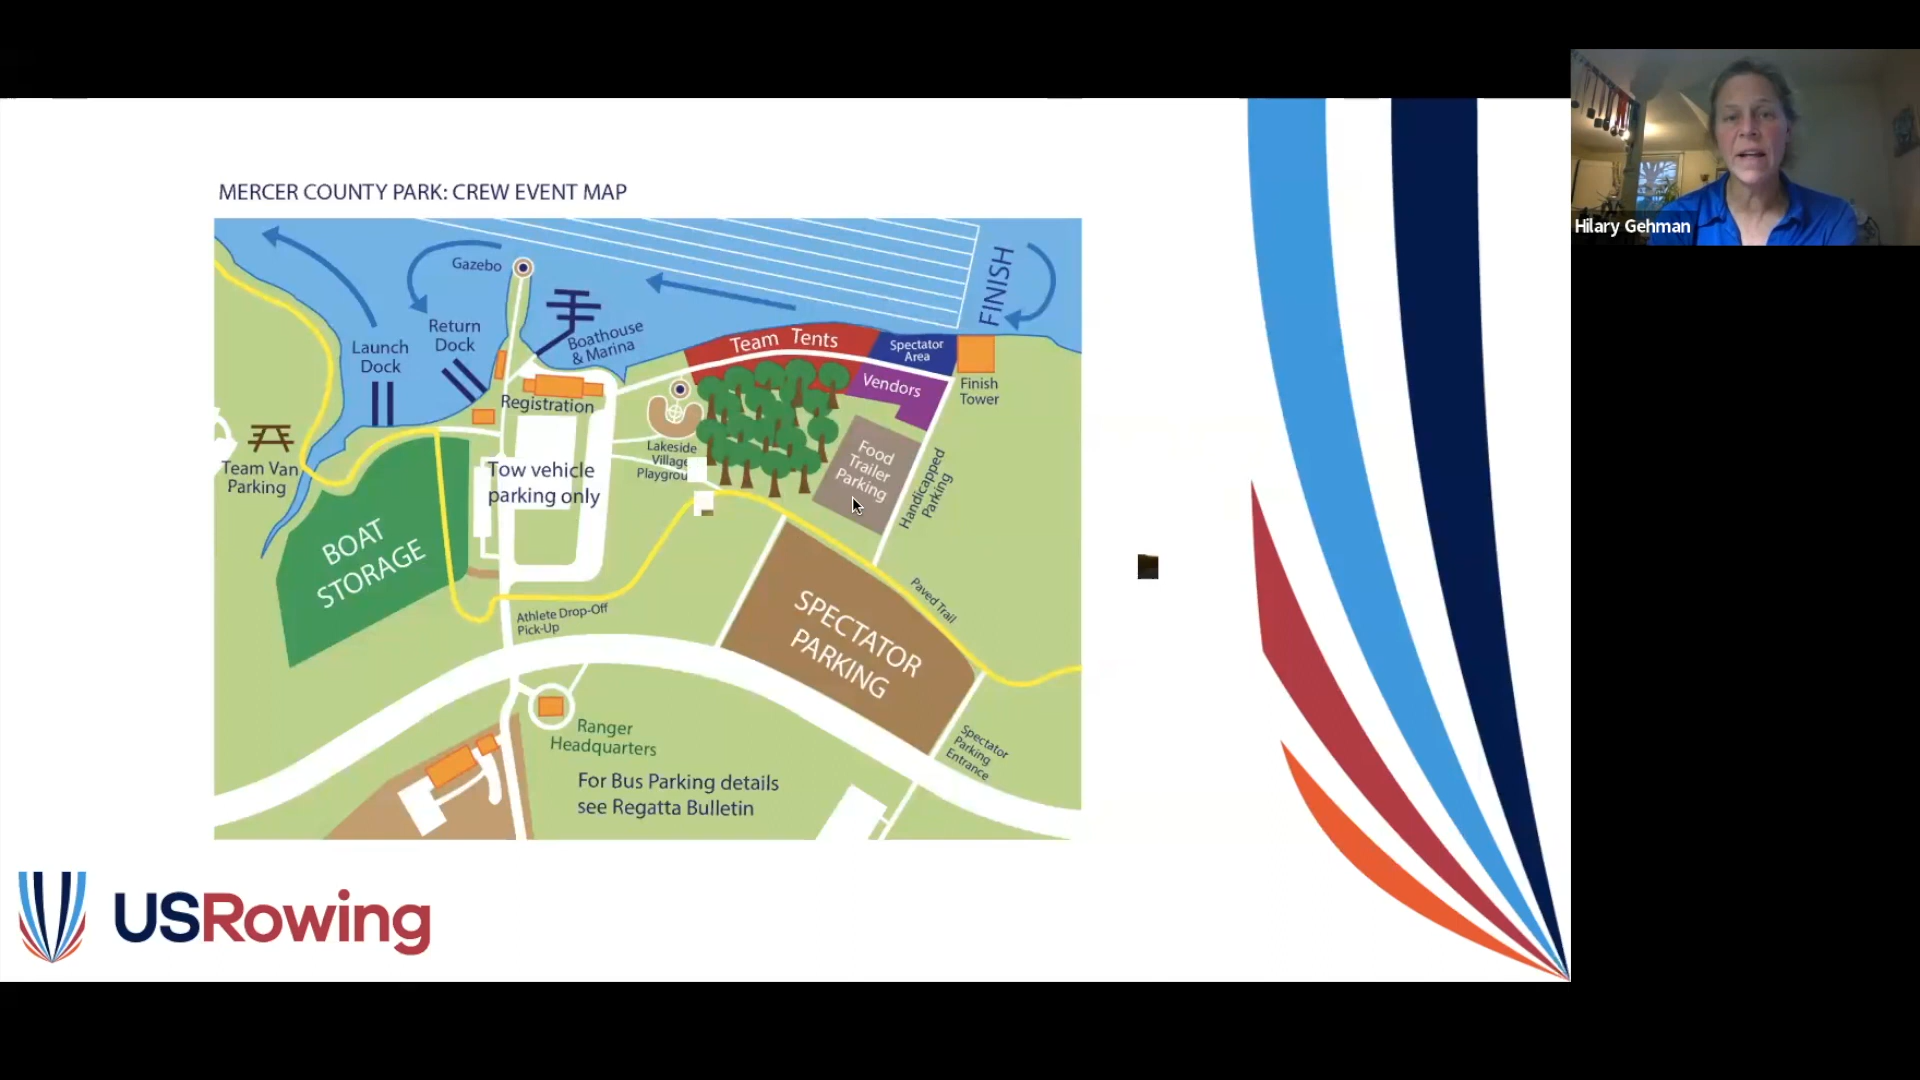 Hilary Gehman
MERCER COUNTY PARK: CREW EVENT MAP
Gazebo
FINISH
Return
Dock
Launch
Dock
Boathouse
& Marina
Team Tents
Spectator
Area
Finish
Tower
Vendors
Registration
Team Van
Parking
Lakeside
Village
Playgrou
Tow vehicle
parking only
Food
Trailer
Parking
Handicapped
Parking
BOAT
STORAGE
Athlete Drop-Off
Pick-Up
Paved Trail
SPECTATOR
PARKING
Spectator
Parking
Entrance
Ranger
Headquarters
For Bus Parking details
see Regatta Bulletin
USRowing